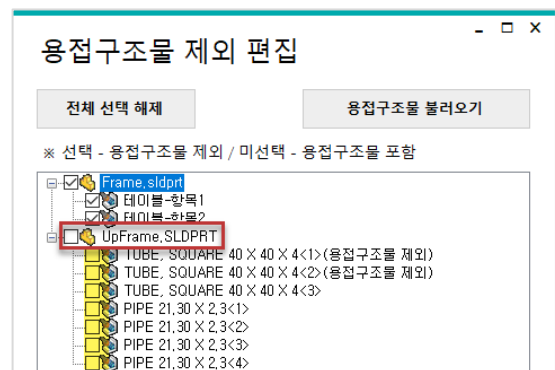 용접구조물 제외 편집
전체 선택 해제
용접구조물 불러오기
※ 선택 - 용접구조물 제외 / 미선택 - 용접구조물 포함
Frame.sldprt
테이블-항목1
테이블-항목2
UpFrame.SLDPRT
TUBE, SQUARE 40 X 40 X 4<1>(용접구조물 제외)
TUBE, SQUARE 40 X 40 X 4<2>(용접구조물 제외)
TUBE, SQUARE 40 X 40 X 4<3>
PIPE 21,30 X 2,3<1>
PIPE 21,30 X 2,3<2>
PIPE 21,30 X 2,3<3>
PIPE 21,30 X 2,3<4>